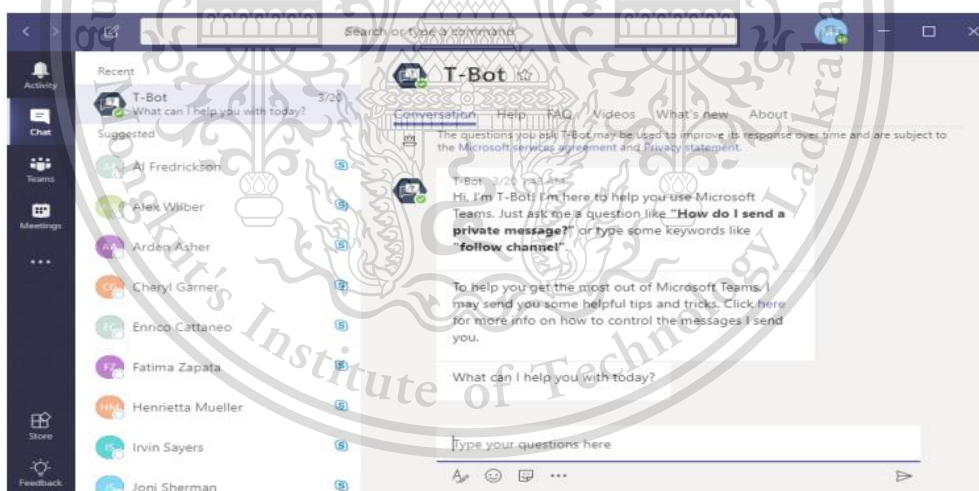 Search or type a command
Activity
Chat
Teams
Meetings
Store
Feedback
Recent
T-Bot 3/20
What can I help you with today?
Suggested
Al Fredrickson
Alex Wilber
Arden Asher
Cheryl Garner
Enrico Cattaneo
Fatima Zapata
Henrietta Mueller
Irvin Sayers
Joni Sherman
T-Bot
Conversation Help FAQ Videos What's new About
The questions you ask T-Bot may be used to improve its response over time and are subject to
the Microsoft services agreement and Privacy statement.
T-Bot 3/20
Hi, I'm T-Bot! I'm here to help you use Microsoft
Teams. Just ask me a question like "How do I send a
private message?" or type some keywords like
"follow channel".
To help you get the most out of Microsoft Teams, I
may send you some helpful tips and tricks. Click here
for more info on how to control the messages I send
you.
What can I help you with today?
Type your questions here
Institute of Technology Ladkra